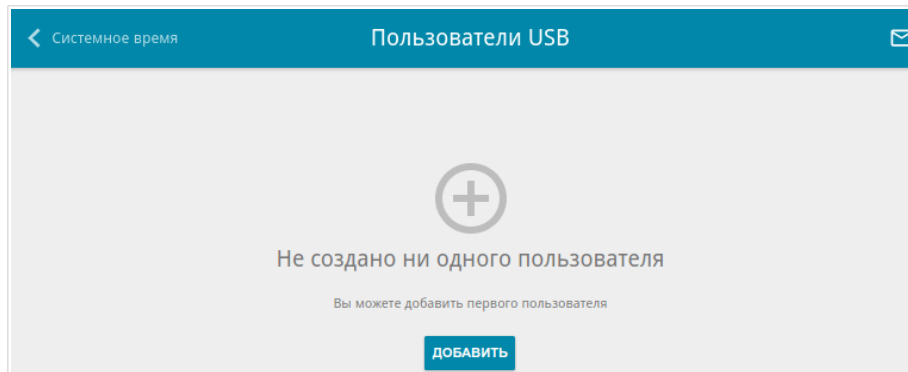 Системное время
Пользователи USB
Не создано ни одного пользователя
Вы можете добавить первого пользователя
ДОБАВИТЬ